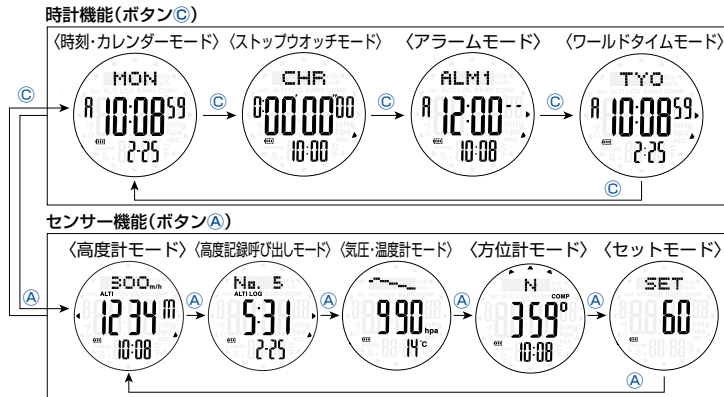 時計機能(ボタンⒸ)
〈時刻・カレンダーモード〉 〈ストップウオッチモード〉 〈アラームモード〉 〈ワールドタイムモード〉
MON CHR ALM1 TYO
Ⓒ Ⓒ Ⓒ Ⓒ
A 10:08 59 0:00'00"00 A 12:00 -- A 10:08 59
2-25 10:00 10:08 2-25
Ⓒ
センサー機能(ボタンⒶ)
〈高度計モード〉 〈高度記録呼び出しモード〉 〈気圧・温度計モード〉 〈方位計モード〉 〈セットモード〉
300m/h No. 5 N SET
ALTI ALTI LOG COMP
Ⓐ Ⓐ Ⓐ Ⓐ Ⓐ
1234 m 5:31 990 hpa 359° 60
10:08 2-25 14°C 10:08
Ⓐ